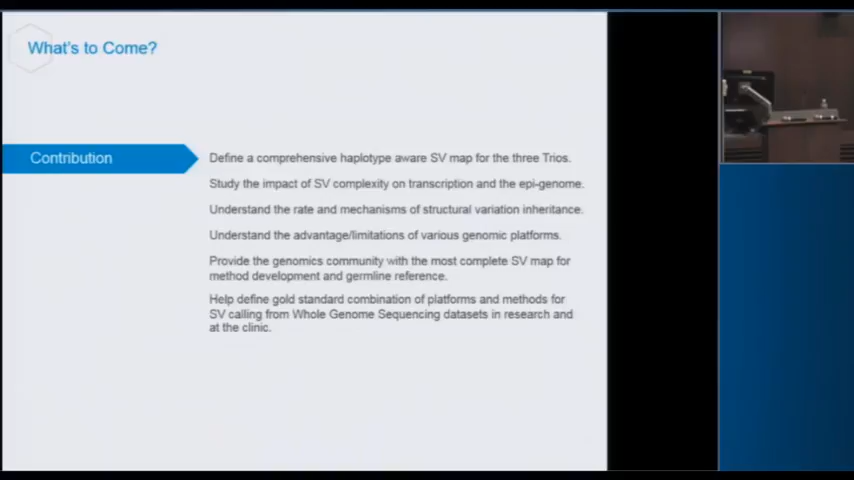 What's to Come?
Contribution
Define a comprehensive haplotype aware SV map for the three Trios.
Study the impact of SV complexity on transcription and the epi-genome.
Understand the rate and mechanisms of structural variation inheritance.
Understand the advantage/limitations of various genomic platforms.
Provide the genomics community with the most complete SV map for
method development and germline reference.
Help define gold standard combination of platforms and methods for
SV calling from Whole Genome Sequencing datasets in research and
at the clinic.